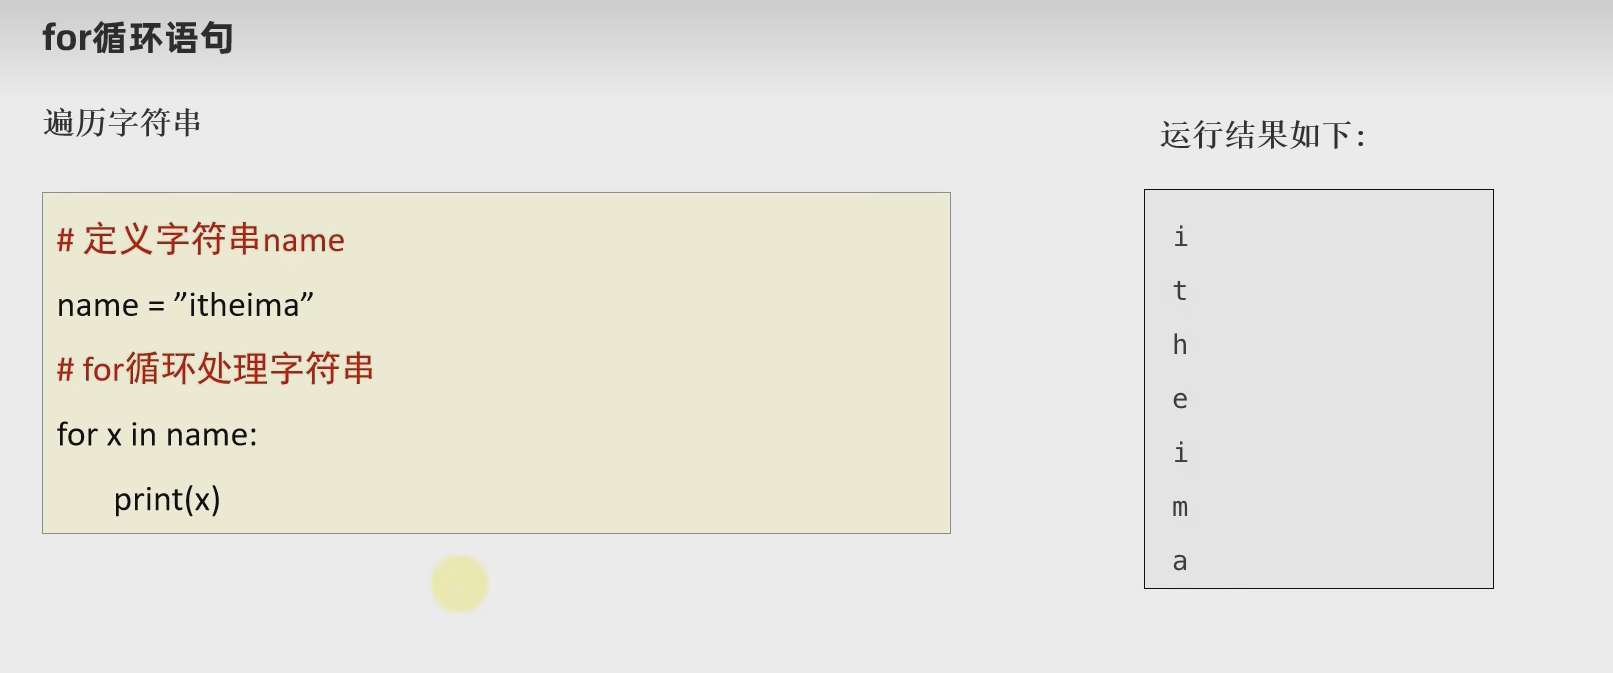 for循环语句
遍历字符串
# 定义字符串name
name = ”itheima”
# for循环处理字符串
for x in name:
print(x)
运行结果如下:
i
t
h
e
i
m
a